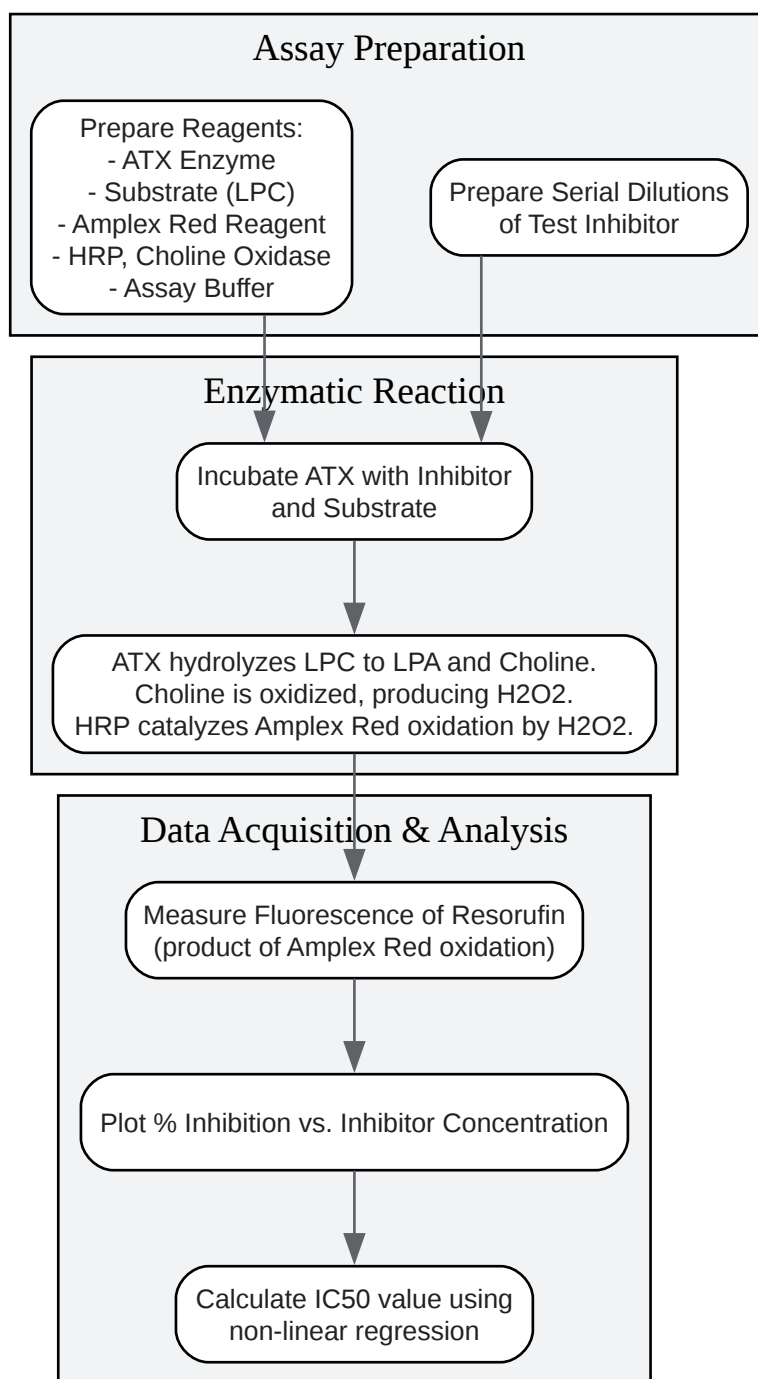 Assay Preparation
Prepare Reagents:
- ATX Enzyme
- Substrate (LPC)
- Amplex Red Reagent
- HRP, Choline Oxidase
- Assay Buffer
Prepare Serial Dilutions
of Test Inhibitor
Enzymatic Reaction
Incubate ATX with Inhibitor
and Substrate
ATX hydrolyzes LPC to LPA and Choline.
Choline is oxidized, producing H2O2.
HRP catalyzes Amplex Red oxidation by H2O2.
Data Acquisition & Analysis
Measure Fluorescence of Resorufin
(product of Amplex Red oxidation)
Plot % Inhibition vs. Inhibitor Concentration
Calculate IC50 value using
non-linear regression